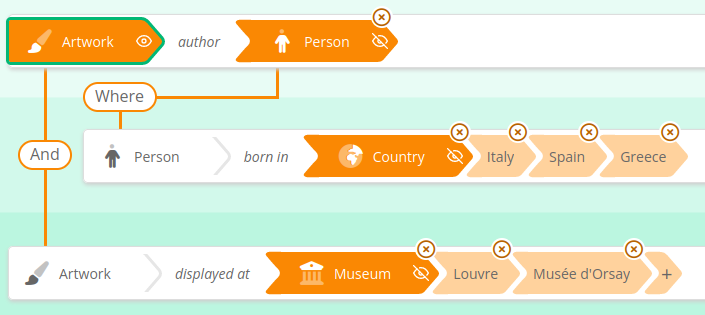 Artwork author Person
Where
And
Person born in Country Italy Spain Greece
Artwork displayed at Museum Louvre Musée d'Orsay +